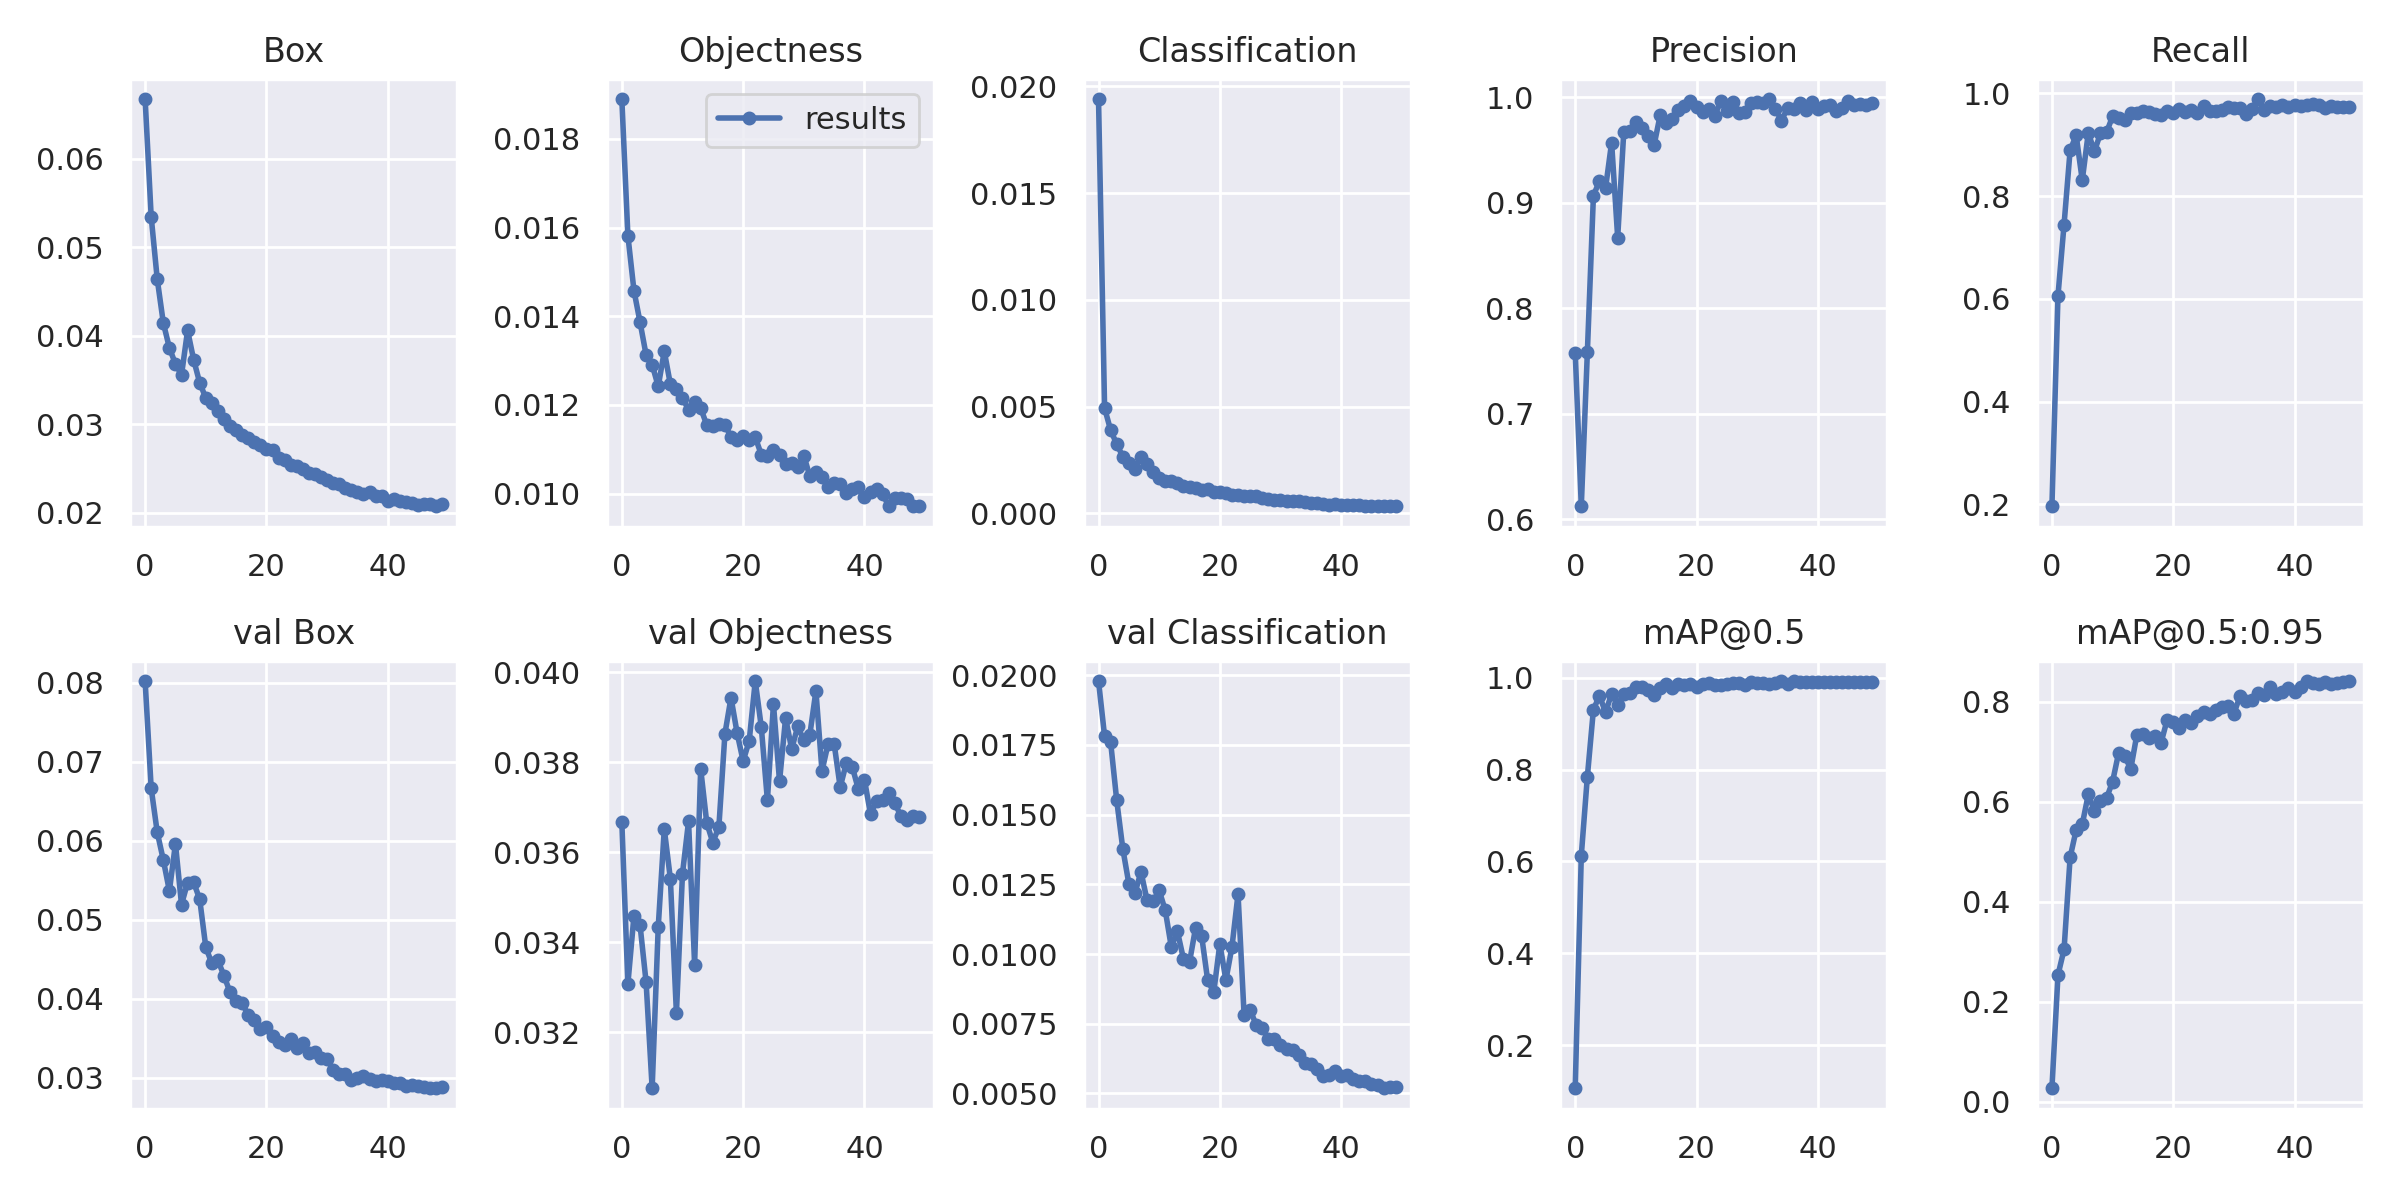 Box
0.06
0.05
0.04
0.03
0.02
0 20 40
Objectness
results
0.018
0.016
0.014
0.012
0.010
0 20 40
Classification
0.020
0.015
0.010
0.005
0.000
0 20 40
Precision
1.0
0.9
0.8
0.7
0.6
0 20 40
Recall
1.0
0.8
0.6
0.4
0.2
0 20 40
val Box
0.08
0.07
0.06
0.05
0.04
0.03
0 20 40
val Objectness
0.040
0.038
0.036
0.034
0.032
0 20 40
val Classification
0.0200
0.0175
0.0150
0.0125
0.0100
0.0075
0.0050
0 20 40
mAP@0.5
1.0
0.8
0.6
0.4
0.2
0 20 40
mAP@0.5:0.95
0.8
0.6
0.4
0.2
0.0
0 20 40